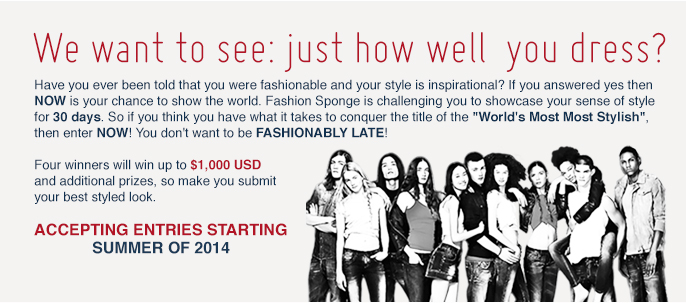 We want to see: just how well you dress?
Have you ever been told that you were fashionable and your style is inspirational? If you answered yes then
NOW is your chance to show the world. Fashion Sponge is challenging you to showcase your sense of style
for 30 days. So if you think you have what it takes to conquer the title of the "World's Most Most Stylish",
then enter NOW! You don't want to be FASHIONABLY LATE!
Four winners will win up to $1,000 USD
and additional prizes, so make you submit
your best styled look.
ACCEPTING ENTRIES STARTING
SUMMER OF 2014